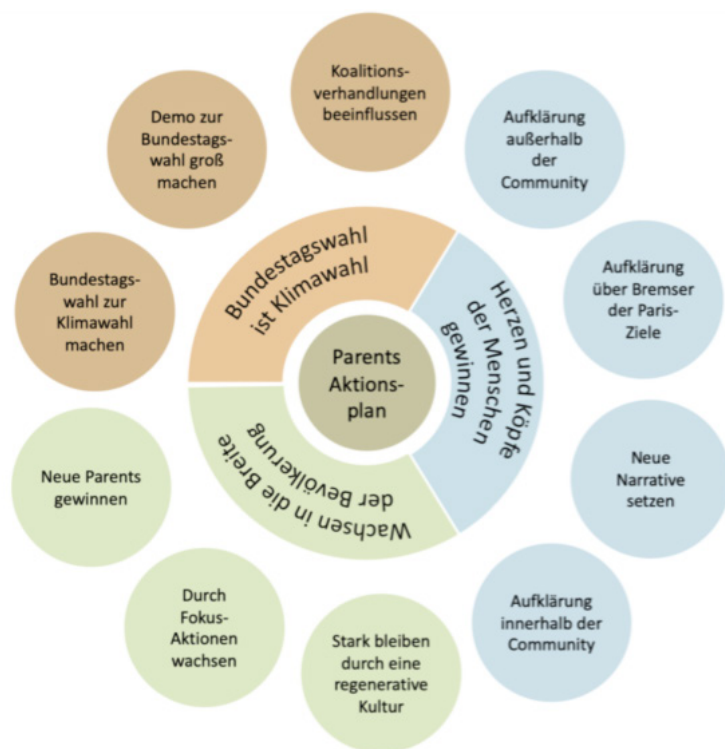 Koalitions-
verhandlungen
beeinflussen
Demo zur
Bundestags-
wahl groß
machen
Aufklärung
außerhalb
der
Community
Bundestags-
wahl zur
Klimawahl
machen
Bundestagswahl
ist Klimawahl
Herzen und Köpfe
der Menschen
gewinnen
Aufklärung
über Bremser
der Paris-
Ziele
Parents
Aktions-
plan
Neue Parents
gewinnen
Wachsen in die Breite
der Bevölkerung
Neue
Narrative
setzen
Durch
Fokus-
Aktionen
wachsen
Stark bleiben
durch eine
regenerative
Kultur
Aufklärung
innerhalb der
Community